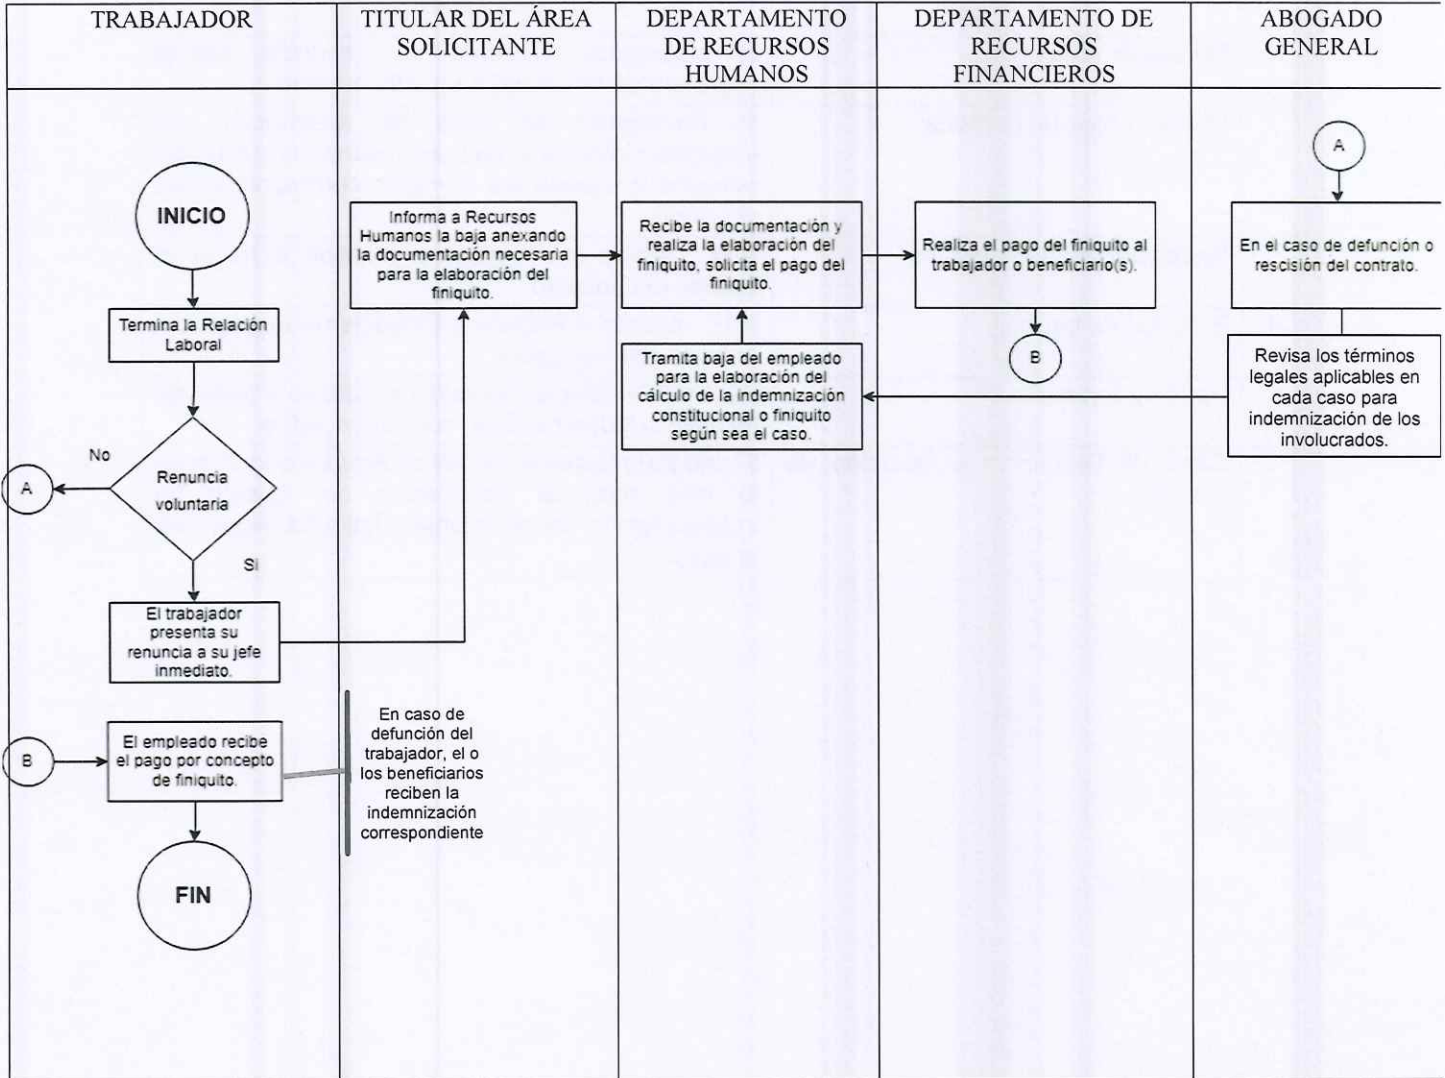 TRABAJADOR
TITULAR DEL ÁREA
SOLICITANTE
DEPARTAMENTO
DE RECURSOS
HUMANOS
DEPARTAMENTO DE
RECURSOS
FINANCIEROS
ABOGADO
GENERAL
INICIO
Termina la Relación
Laboral
Renuncia
voluntaria
No
A
Si
El trabajador
presenta su
renuncia a su jefe
inmediato.
B
El empleado recibe
el pago por concepto
de finiquito.
FIN
Informa a Recursos
Humanos la baja anexando
la documentación necesaria
para la elaboración del
finiquito.
En caso de
defunción del
trabajador, el o
los beneficiarios
reciben la
indemnización
correspondiente
Recibe la documentación y
realiza la elaboración del
finiquito, solicita el pago del
finiquito.
Tramita baja del empleado
para la elaboración del
cálculo de la indemnización
constitucional o finiquito
según sea el caso.
Realiza el pago del finiquito al
trabajador o beneficiario(s).
B
A
En el caso de defunción o
rescisión del contrato.
Revisa los términos
legales aplicables en
cada caso para
indemnización de los
involucrados.